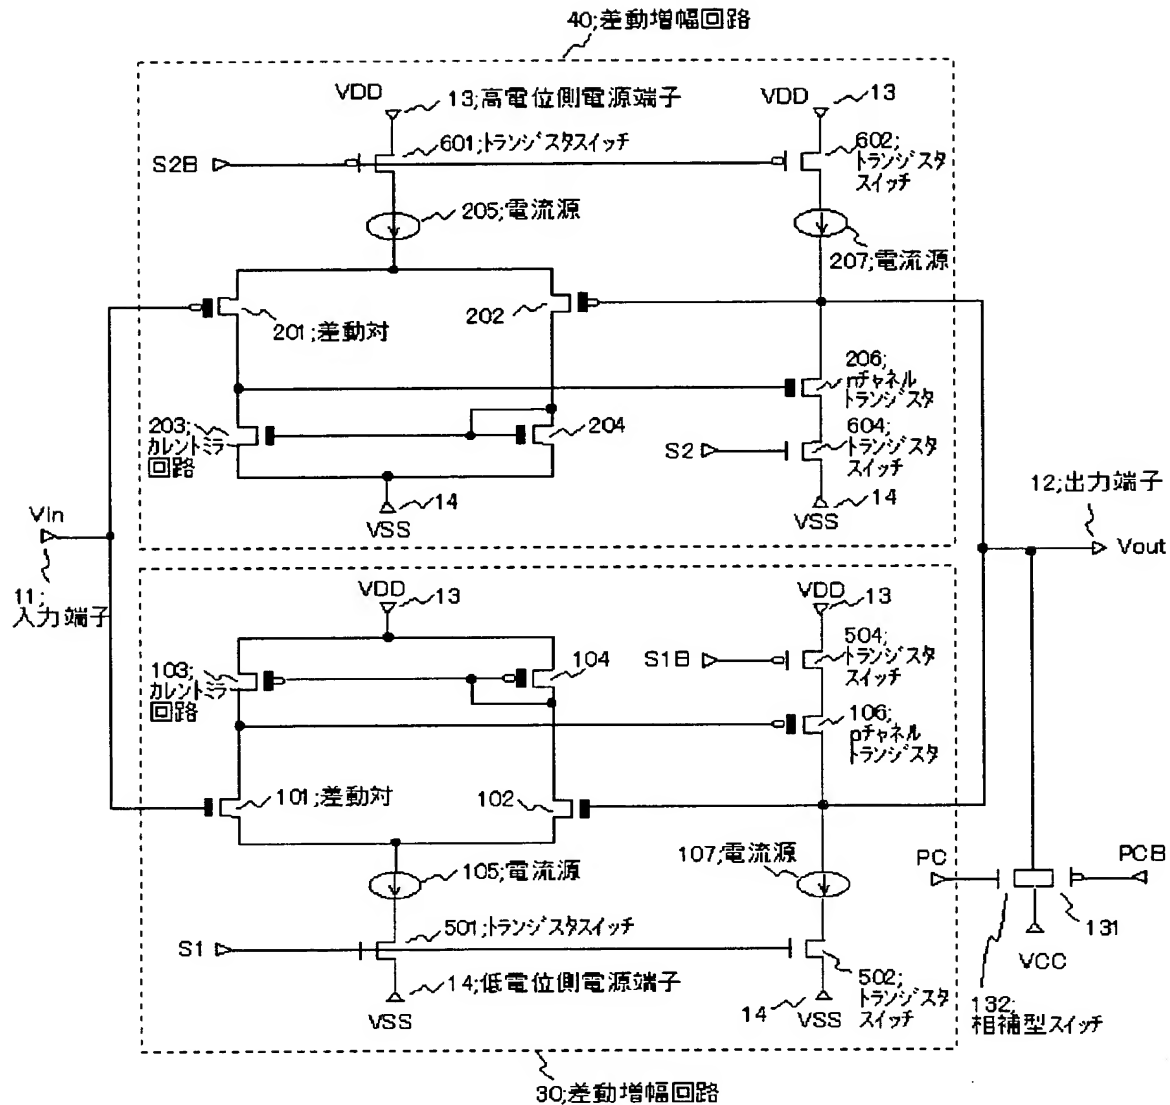 40;差動増幅回路
VDD
13;高電位側電源端子
VDD
13
601;トランジスタスイッチ
602;
トランジスタ
スイッチ
S2B
205;電流源
207;電流源
201;差動対
202
206;
nチャネル
トランジスタ
203;
カレントミラー
回路
204
604;
トランジスタ
スイッチ
S2
14
VSS
14
VSS
12;出力端子
Vin
Vout
11;
入力端子
VDD
13
VDD
13
103;
カレントミラー
回路
104
S1B
504;
トランジスタ
スイッチ
106;
pチャネル
トランジスタ
101;差動対
102
107;電流源
105;電流源
PC
PCB
131
VCC
132;
相補型スイッチ
S1
501;トランジスタスイッチ
502;
トランジスタ
スイッチ
14;低電位側電源端子
VSS
14
VSS
30;差動増幅回路